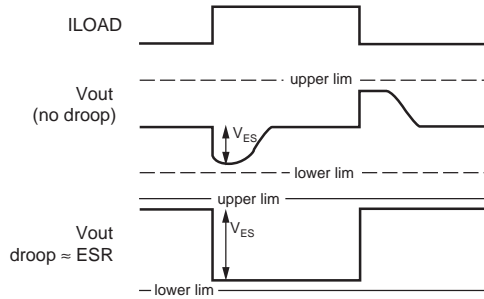 ILOAD
upper lim
Vout
(no droop)
VES
lower lim
upper lim
Vout
droop ≈ ESR
VES
lower lim